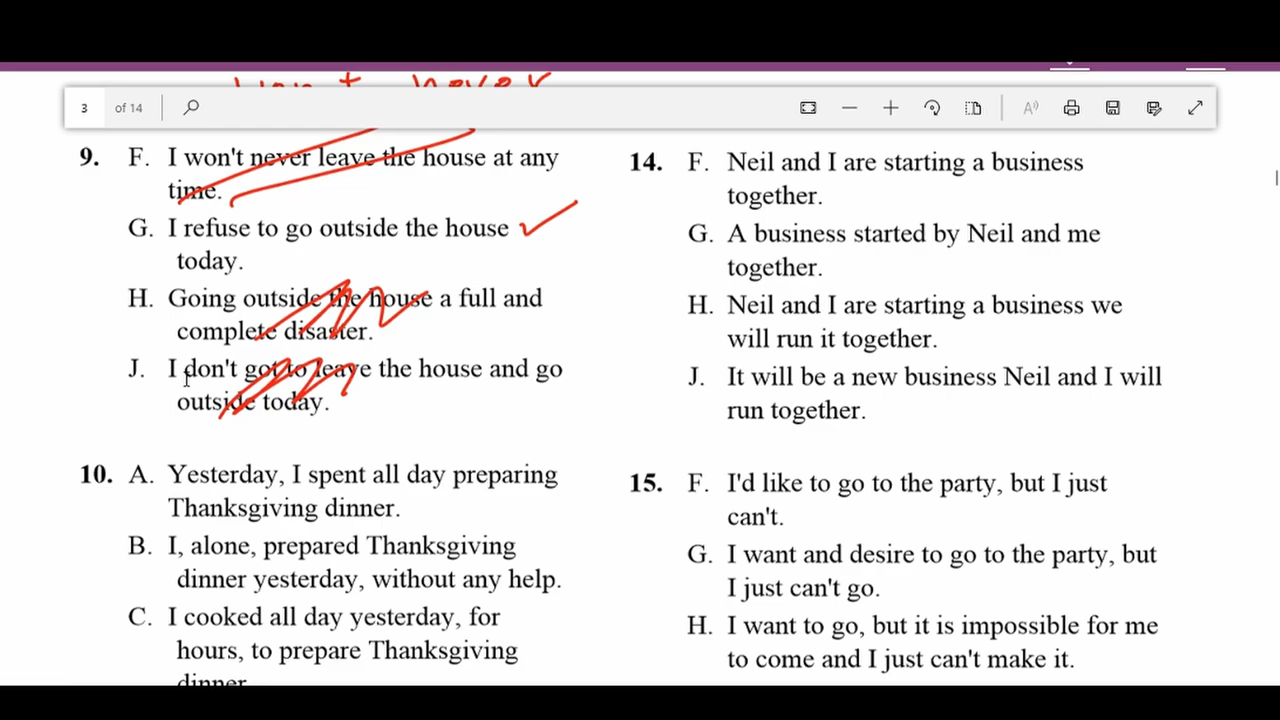 won't never
3 of 14
9. F. I won't never leave the house at any
time.
G. I refuse to go outside the house
today.
H. Going outside the house a full and
complete disaster.
J. I don't got to leave the house and go
outside today.
10. A. Yesterday, I spent all day preparing
Thanksgiving dinner.
B. I, alone, prepared Thanksgiving
dinner yesterday, without any help.
C. I cooked all day yesterday, for
hours, to prepare Thanksgiving
dinner
14. F. Neil and I are starting a business
together.
G. A business started by Neil and me
together.
H. Neil and I are starting a business we
will run it together.
J. It will be a new business Neil and I will
run together.
15. F. I'd like to go to the party, but I just
can't.
G. I want and desire to go to the party, but
I just can't go.
H. I want to go, but it is impossible for me
to come and I just can't make it.